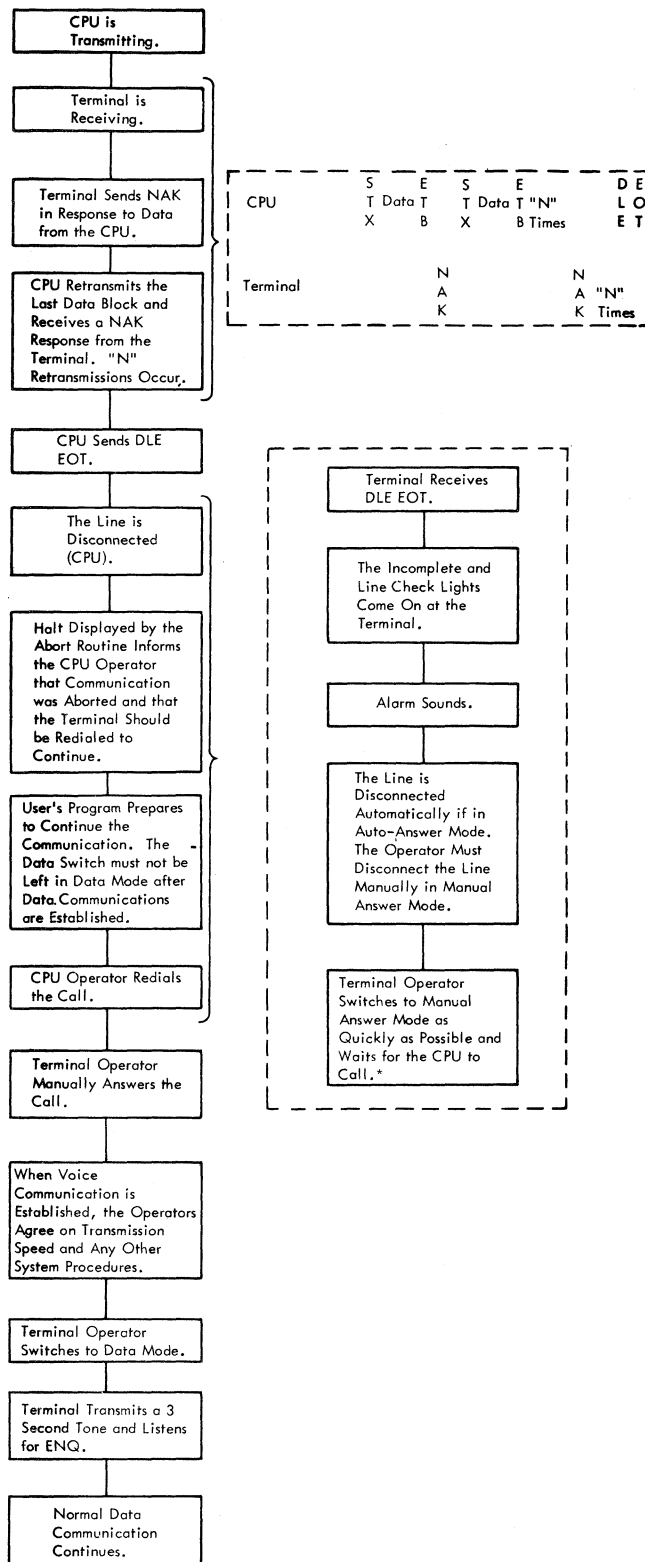 CPU is
Transmitting.
Terminal is
Receiving.
Terminal Sends NAK
in Response to Data
from the CPU.
CPU Retransmits the
Last Data Block and
Receives a NAK
Response from the
Terminal. "N"
Retransmissions Occur.
S E S E D E
CPU T Data T T Data T "N" L O
X B X B Times E T
N N
Terminal A A "N"
K K Times
CPU Sends DLE
EOT.
The Line is
Disconnected
(CPU).
Halt Displayed by the
Abort Routine Informs
the CPU Operator
that Communication
was Aborted and that
the Terminal Should
be Redialed to
Continue.
User's Program Prepares
to Continue the
Communication. The
Data Switch must not be
Left in Data Mode after
Data Communications
are Established.
CPU Operator Redials
the Call.
Terminal Receives
DLE EOT.
The Incomplete and
Line Check Lights
Come On at the
Terminal.
Alarm Sounds.
The Line is
Disconnected
Automatically if in
Auto-Answer Mode.
The Operator Must
Disconnect the Line
Manually in Manual
Answer Mode.
Terminal Operator
Switches to Manual
Answer Mode as
Quickly as Possible and
Waits for the CPU to
Call.*
Terminal Operator
Manually Answers the
Call.
When Voice
Communication is
Established, the Operators
Agree on Transmission
Speed and Any Other
System Procedures.
Terminal Operator
Switches to Data Mode.
Terminal Transmits a 3
Second Tone and Listens
for ENQ.
Normal Data
Communication
Continues.